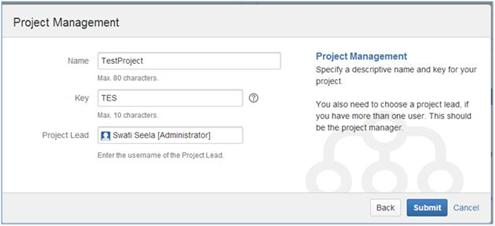 Project Management
Name
TestProject
Max. 80 characters.
Key
TES
Max. 10 characters.
Project Lead
Swati Seela [Administrator]
Enter the username of the Project Lead.
Project Management
Specify a descriptive name and key for your
project.
You also need to choose a project lead, if
you have more than one user. This should
be the project manager.
Back
Submit
Cancel